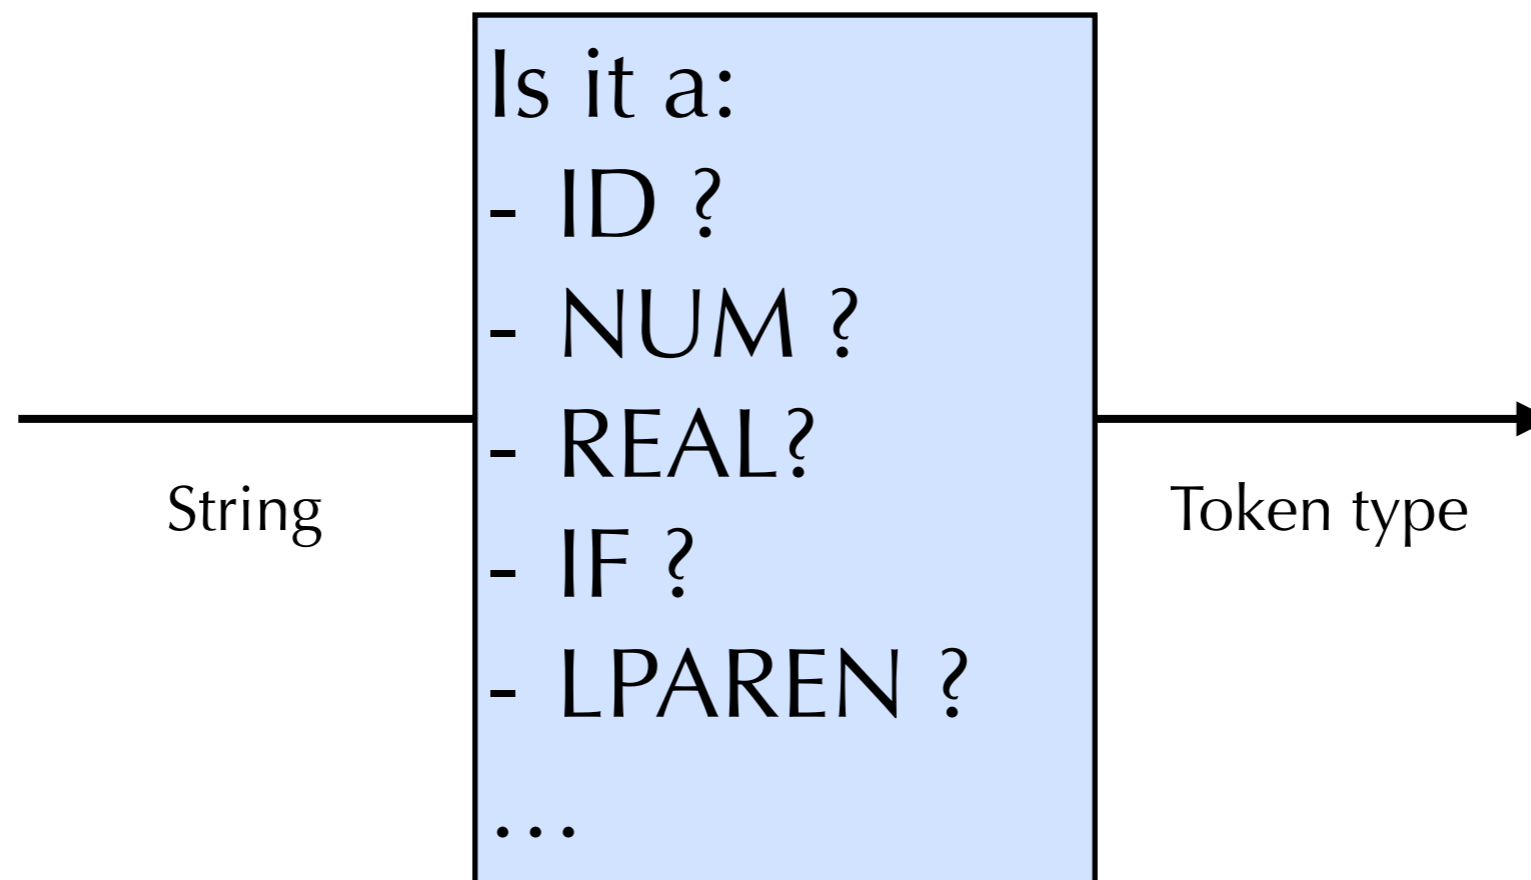 Is it a:
- ID ?
- NUM ?
- REAL?
- IF ?
- LPAREN ?
...
String
Token type